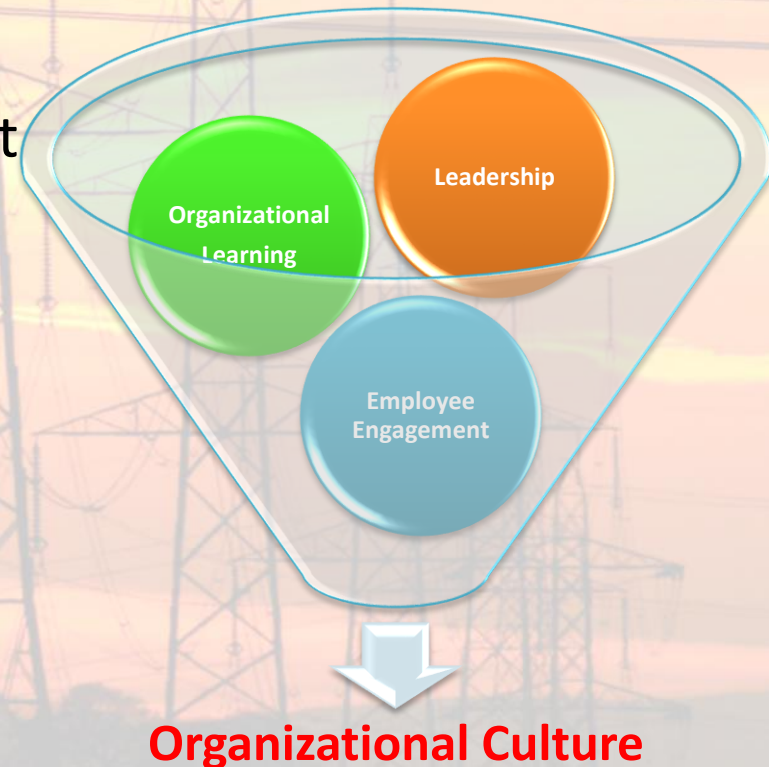 t
Leadership
Organizational
Learning
Employee
Engagement
Organizational Culture